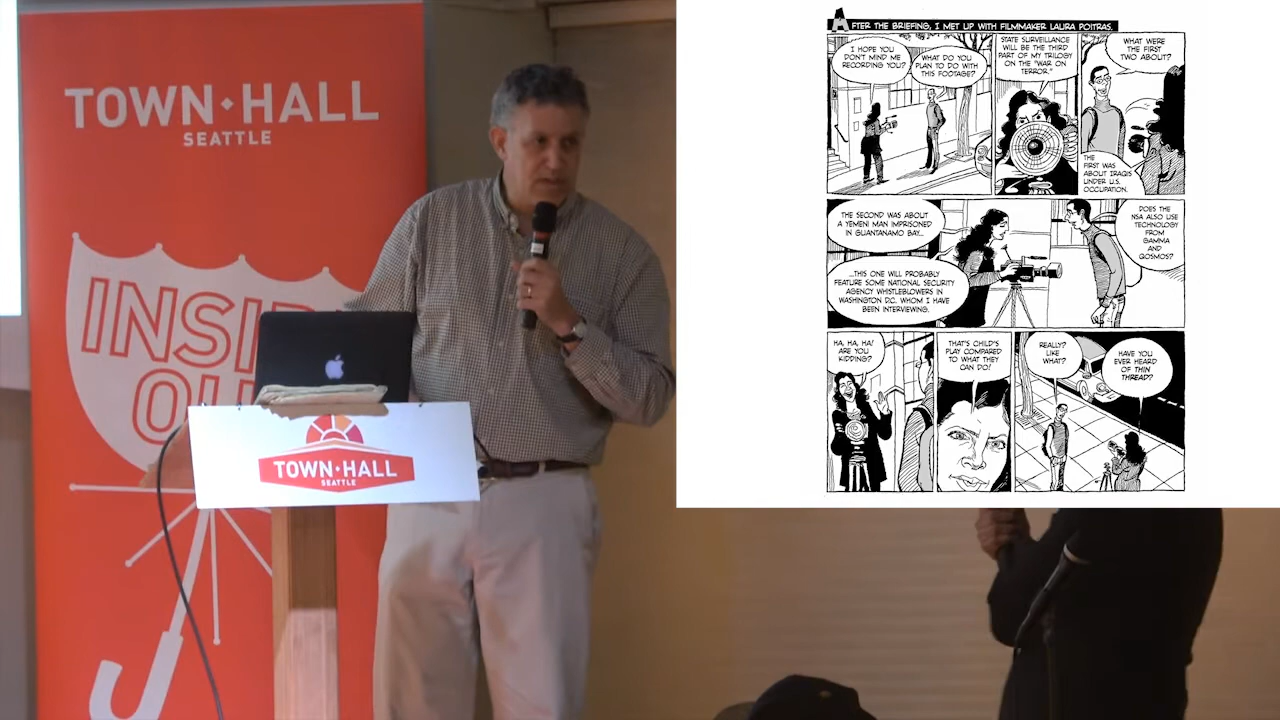 TOWN·HALL
SEATTLE
INSI
OU
TOWN·HALL
SEATTLE
AFTER THE BRIEFING, I MET UP WITH FILMMAKER LAURA POITRAS.
I HOPE YOU
DON'T MIND ME
RECORDING YOU?
WHAT DO YOU
PLAN TO DO WITH
THIS FOOTAGE?
STATE SURVEILLANCE
WILL BE THE THIRD
PART OF MY TRILOGY
ON THE "WAR ON
TERROR."
WHAT WERE
THE FIRST
TWO ABOUT?
THE
FIRST WAS
ABOUT IRAQIS
UNDER U.S.
OCCUPATION.
THE SECOND WAS ABOUT
A YEMENI MAN IMPRISONED
IN GUANTANAMO BAY...
...THIS ONE WILL PROBABLY
FEATURE SOME NATIONAL SECURITY
AGENCY WHISTLEBLOWERS IN
WASHINGTON D.C. WHOM I HAVE
BEEN INTERVIEWING.
DOES THE
NSA ALSO USE
TECHNOLOGY
FROM
GAMMA
AND
QOSMOS?
HA, HA, HA!
ARE YOU
KIDDING?
THAT'S CHILD'S
PLAY COMPARED
TO WHAT THEY
CAN DO!
REALLY?
LIKE
WHAT?
HAVE YOU
EVER HEARD
OF THIN
THREAD?